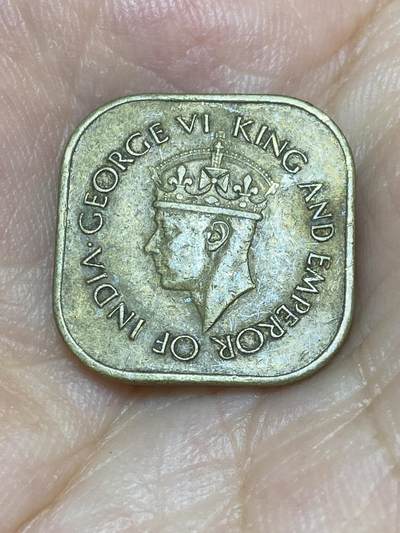 GEORGE VI KING AND EMPEROR OF INDIA·